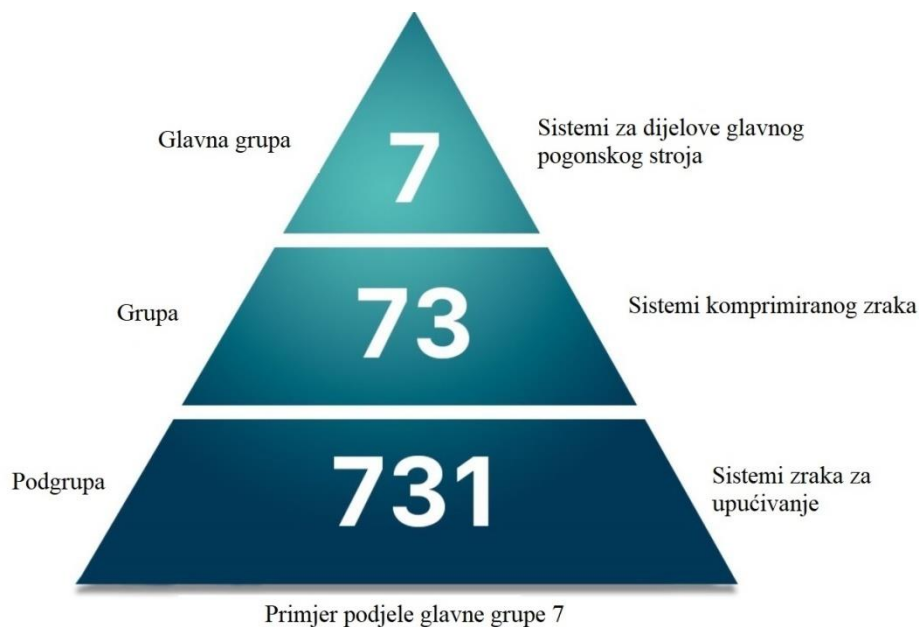 Glavna grupa
7
Sistemi za dijelove glavnog
pogonskog stroja
Grupa
73
Sistemi komprimiranog zraka
Podgrupa
731
Sistemi zraka za
upućivanje
Primjer podjele glavne grupe 7